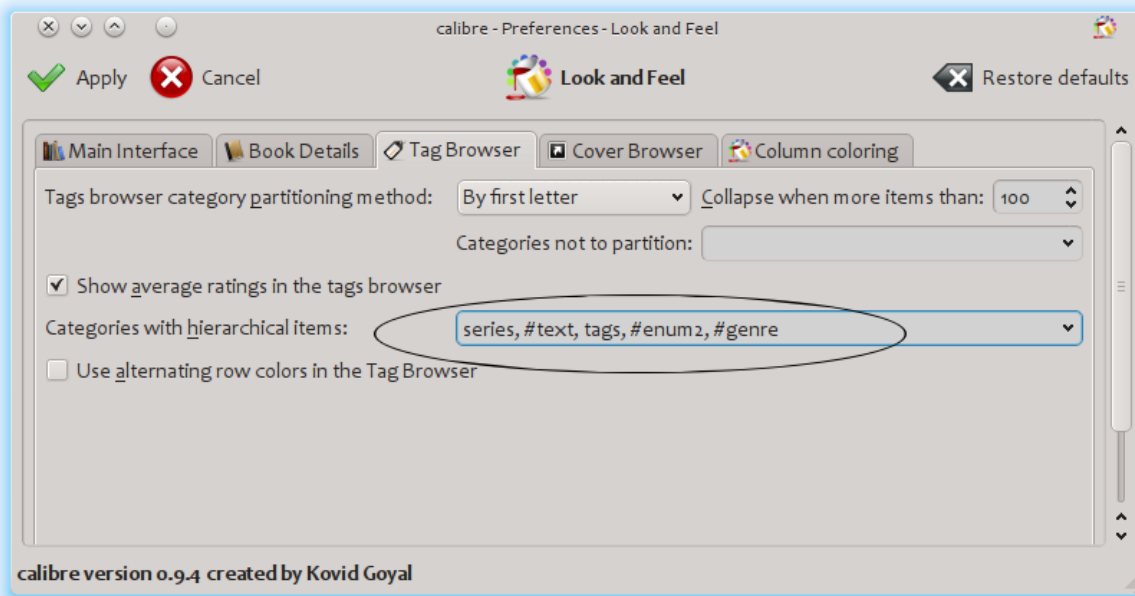 calibre - Preferences - Look and Feel
Apply Cancel Look and Feel Restore defaults
Main Interface Book Details Tag Browser Cover Browser Column coloring
Tags browser category partitioning method: By first letter Collapse when more items than: 100
Categories not to partition:
Show average ratings in the tags browser
Categories with hierarchical items: series, #text, tags, #enum2, #genre
Use alternating row colors in the Tag Browser
calibre version 0.9.4 created by Kovid Goyal